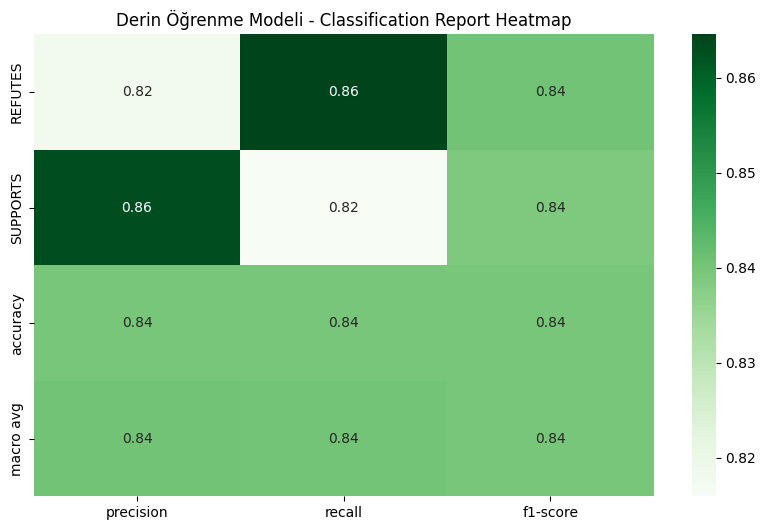 Derin Öğrenme Modeli - Classification Report Heatmap
REFUTES 0.82 0.86 0.84
SUPPORTS 0.86 0.82 0.84
accuracy 0.84 0.84 0.84
macro avg 0.84 0.84 0.84
precision recall f1-score
0.86
0.85
0.84
0.83
0.82